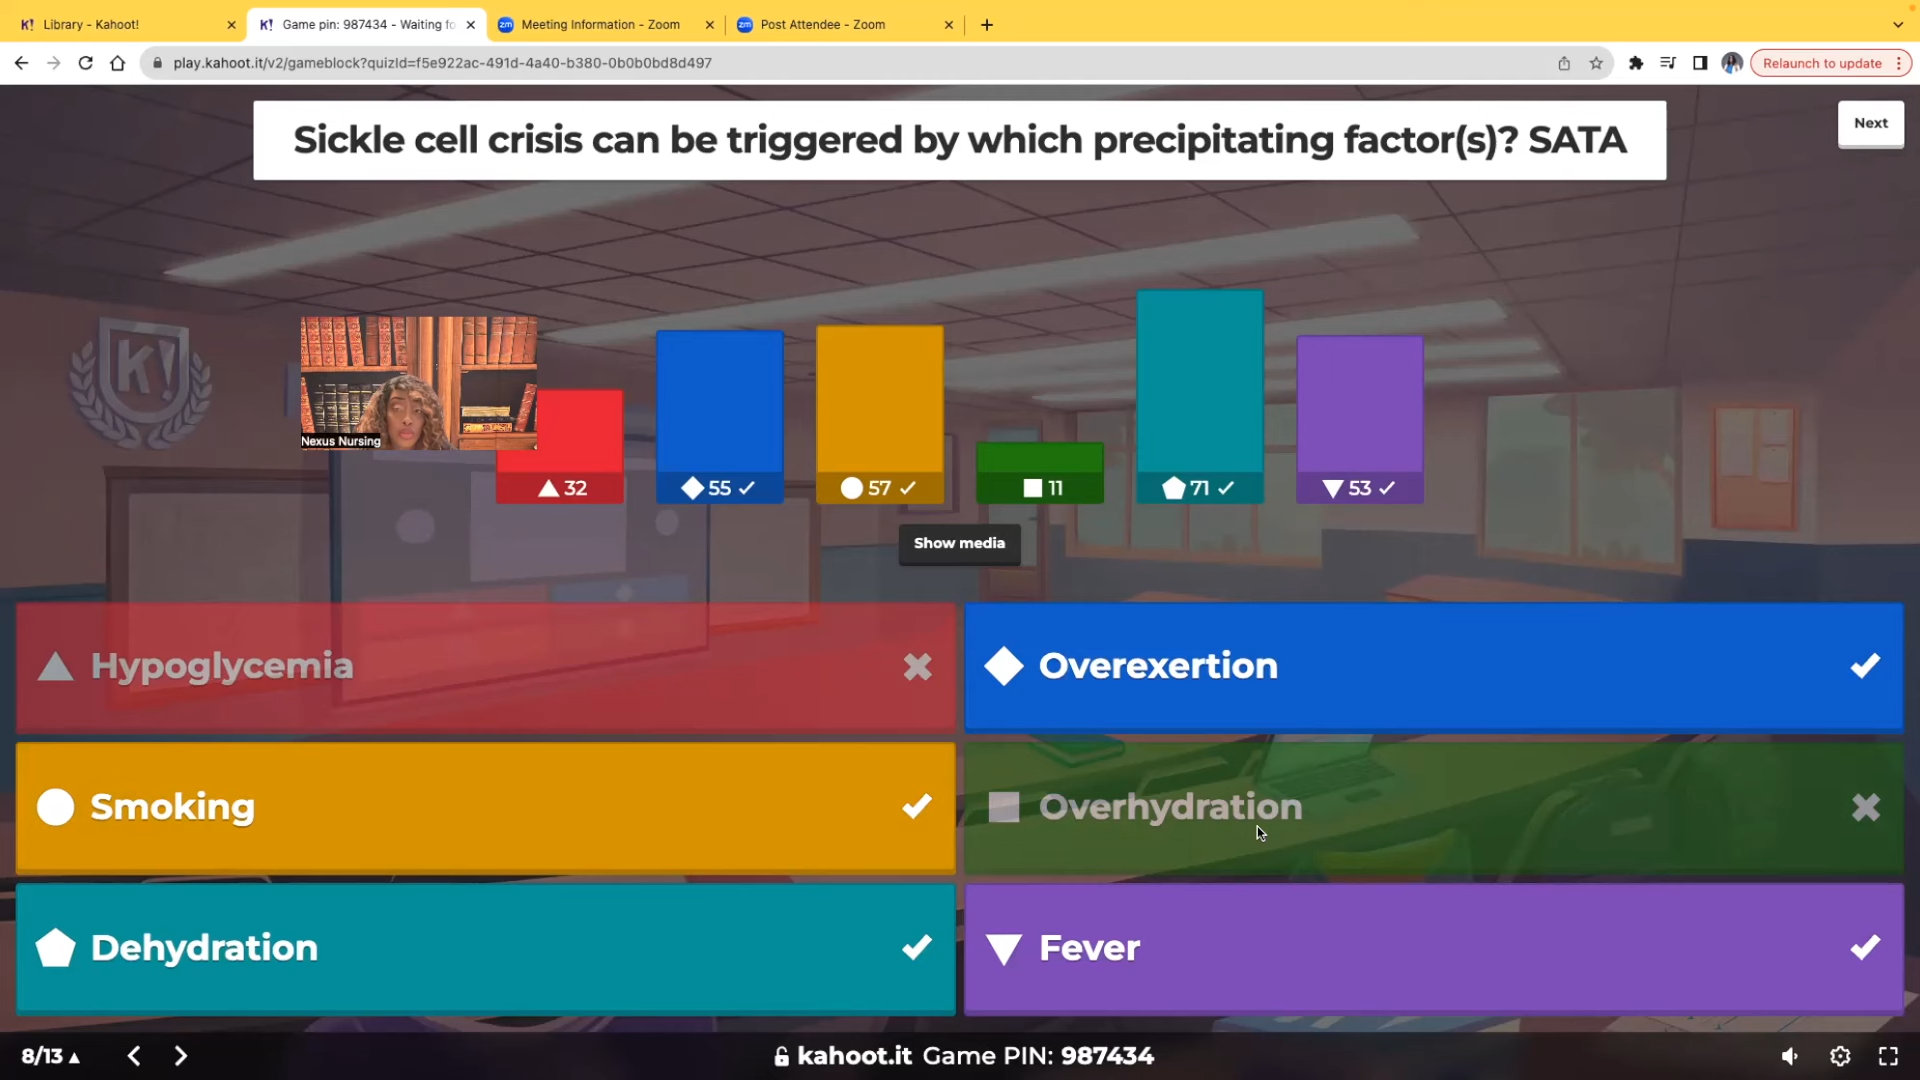 Library - Kahoot!
Game pin: 987434 - Waiting fo
Meeting Information - Zoom
Post Attendee - Zoom
play.kahoot.it/v2/gameblock?quizId=f5e922ac-491d-4a40-b380-0b0b0bd8d497
Relaunch to update
Sickle cell crisis can be triggered by which precipitating factor(s)? SATA
Next
K!
Nexus Nursing
32
55
57
11
71
53
Show media
Hypoglycemia
Overexertion
Smoking
Overhydration
Dehydration
Fever
8/13
kahoot.it Game PIN: 987434